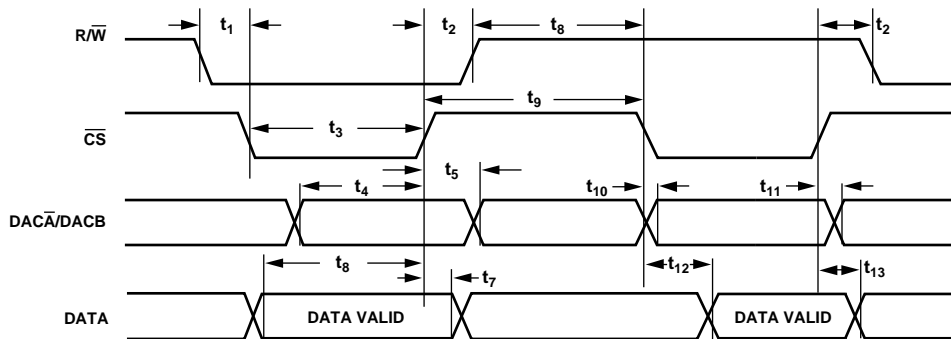 t1 t2 t8 t2
R/W̅
t9
C̅S̅ t3
t5
t4 t10 t11
DACA̅/DACB
t8 t7 t12 t13
DATA DATA VALID DATA VALID